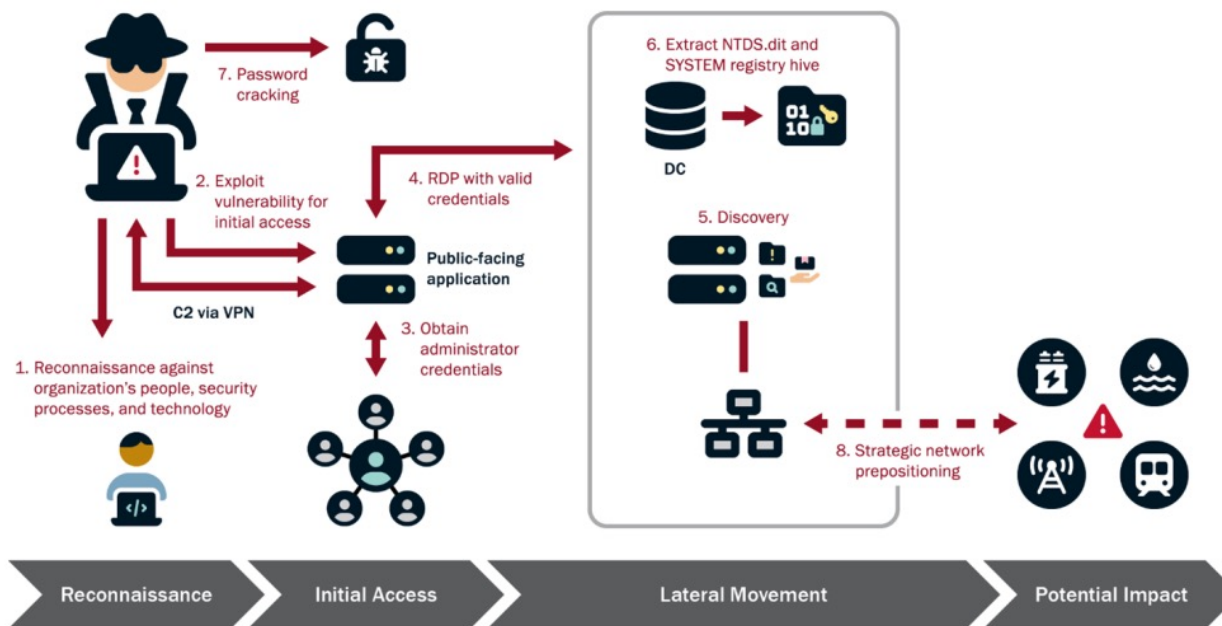 7. Password
cracking
6. Extract NTDS.dit and
SYSTEM registry hive
01
10
DC
2. Exploit
vulnerability for
initial access
4. RDP with valid
credentials
5. Discovery
Public-facing
application
C2 via VPN
3. Obtain
administrator
credentials
1. Reconnaissance against
organization's people, security
processes, and technology
</>
8. Strategic network
prepositioning
Reconnaissance
Initial Access
Lateral Movement
Potential Impact